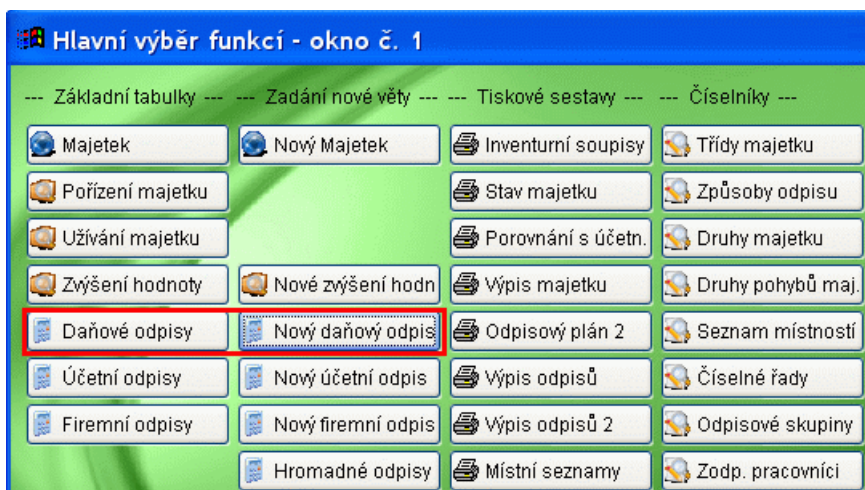 Hlavní výběr funkcí - okno č. 1
--- Základní tabulky --- --- Zadání nové věty --- --- Tiskové sestavy --- --- Číselníky ---
Majetek Nový Majetek Inventurní soupisy Třídy majetku
Pořízení majetku Stav majetku Způsoby odpisu
Užívání majetku Porovnání s účetn. Druhy majetku
Zvýšení hodnoty Nové zvýšení hodn Výpis majetku Druhy pohybů maj.
Daňové odpisy Nový daňový odpis Odpisový plán 2 Seznam místností
Účetní odpisy Nový účetní odpis Výpis odpisů Číselné řady
Firemní odpisy Nový firemní odpis Výpis odpisů 2 Odpisové skupiny
Hromadné odpisy Místní seznamy Zodp. pracovníci